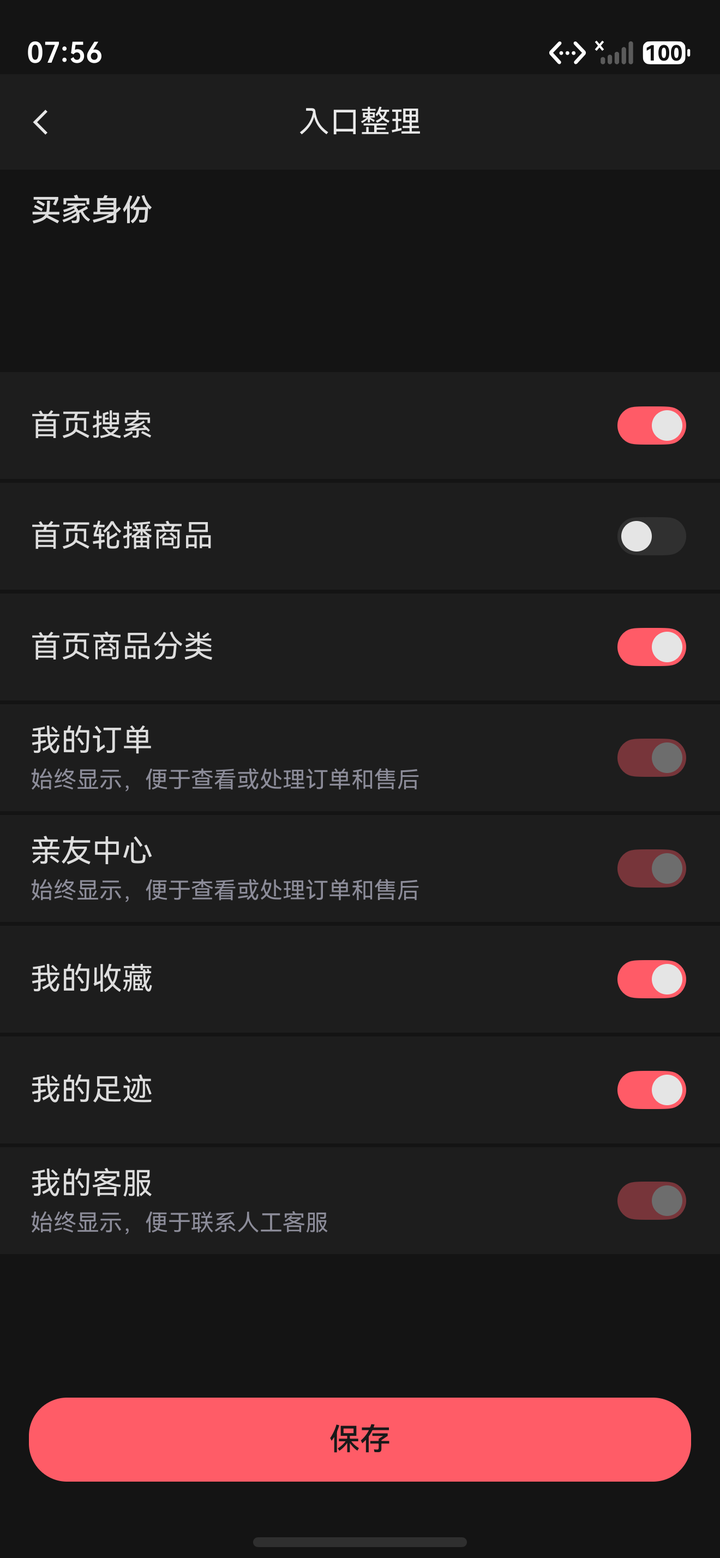 07:56
x
100
入口整理
买家身份
首页搜索
首页轮播商品
首页商品分类
我的订单
始终显示，便于查看或处理订单和售后
亲友中心
始终显示，便于查看或处理订单和售后
我的收藏
我的足迹
我的客服
始终显示，便于联系人工客服
保存